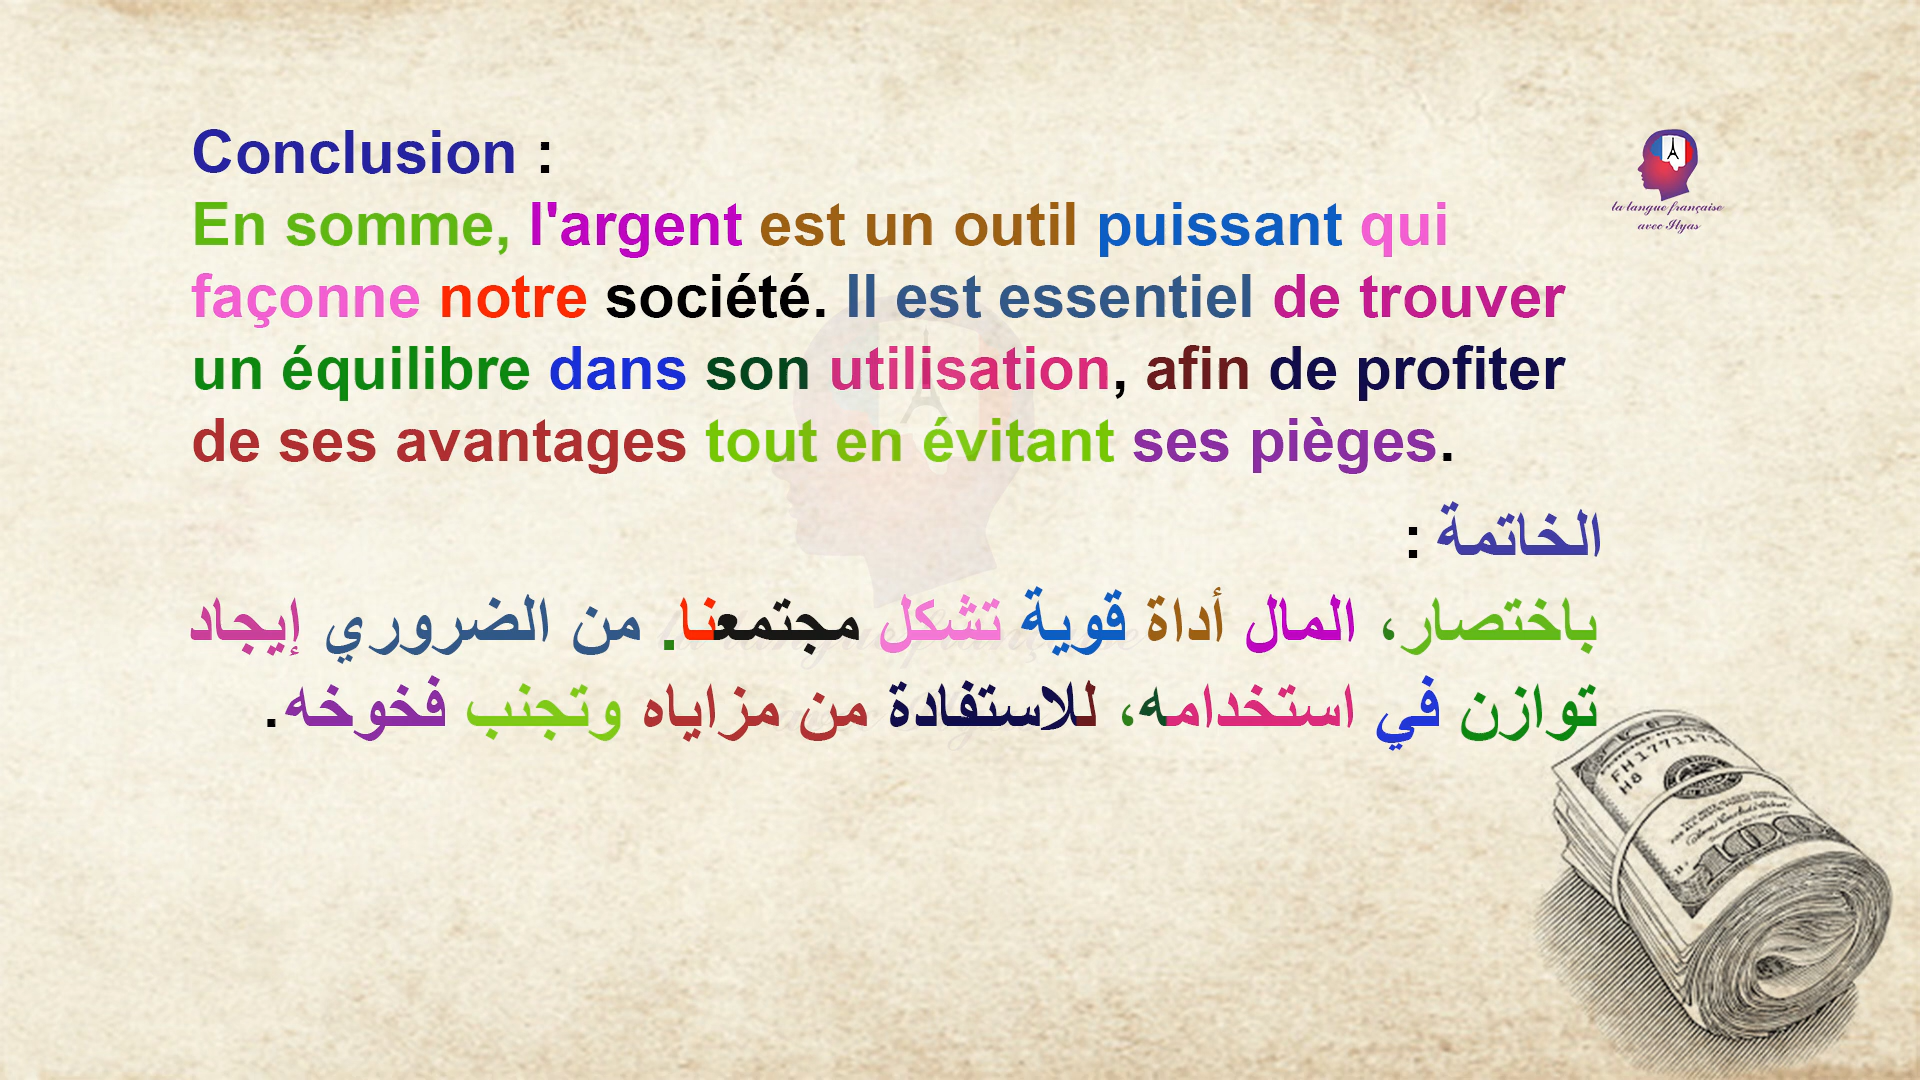 Conclusion :
En somme, l'argent est un outil puissant qui
façonne notre société. Il est essentiel de trouver
un équilibre dans son utilisation, afin de profiter
de ses avantages tout en évitant ses pièges.
الخاتمة :
باختصار، المال أداة قوية تشكل مجتمعنا. من الضروري إيجاد
توازن في استخدامه، للاستفادة من مزاياه وتجنب فخوخه.
la langue française
avec Ilyas
100